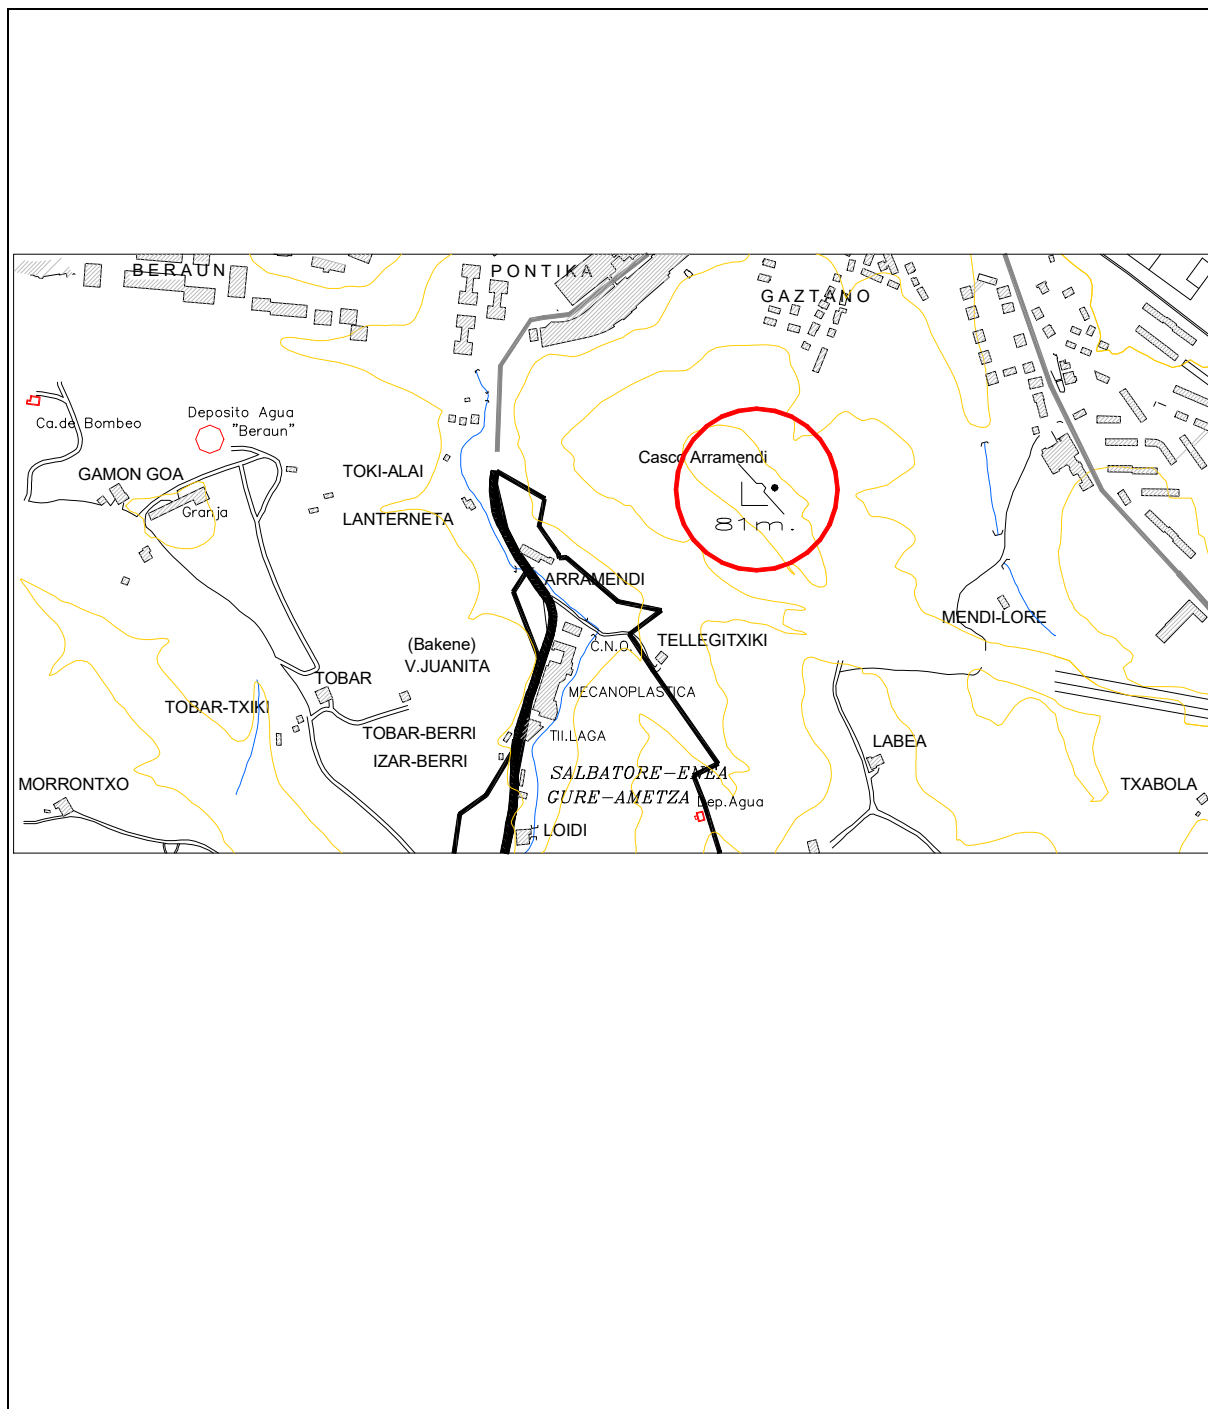 BERAUN
PONTIKA
GAZTANO
Deposito Agua
"Beraun"
Ca.de Bombeo
GAMON GOA
Granja
TOKI-ALAI
LANTERNETA
Casco Arramendi
81m.
ARRAMENDI
MENDI-LORE
C.N.O.
TELLEGITXIKI
(Bakene)
V.JUANITA
TOBAR
MECANOPLASTICA
TOBAR-TXIKI
TOBAR-BERRI
IZAR-BERRI
TII.LAGA
LABEA
SALBATORE-ENEA
GURE-AMETZA
Dep.Agua
MORRONTXO
TXABOLA
LOIDI